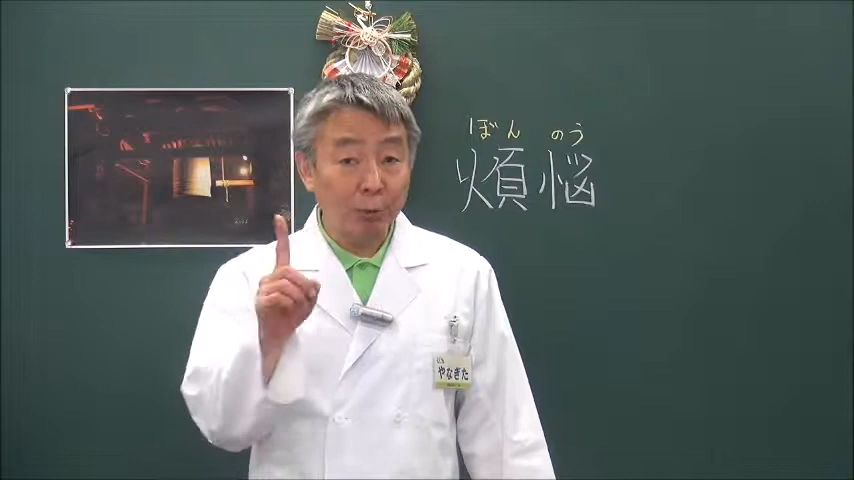 ぼん のう
煩悩
やなぎた